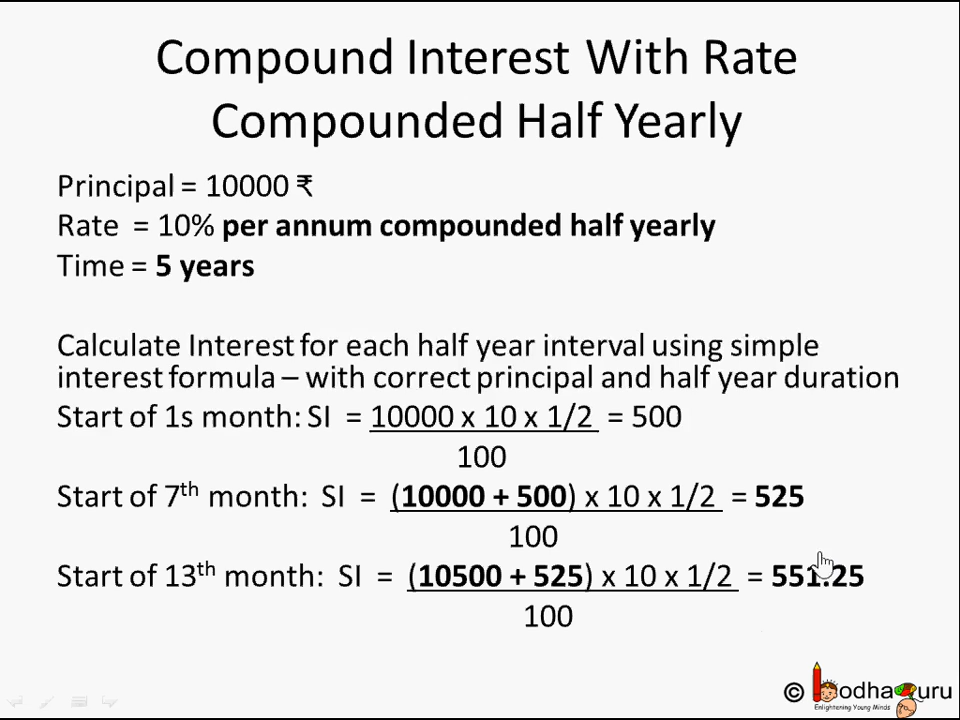 Compound Interest With Rate
Compounded Half Yearly
Principal = 10000 ₹
Rate = 10% per annum compounded half yearly
Time = 5 years
Calculate Interest for each half year interval using simple
interest formula – with correct principal and half year duration
Start of 1s month: SI = 10000 x 10 x 1/2 = 500
100
Start of 7th month: SI = (10000 + 500) x 10 x 1/2 = 525
100
Start of 13th month: SI = (10500 + 525) x 10 x 1/2 = 551.25
100
© BodhaGuru
Enlightening Young Minds